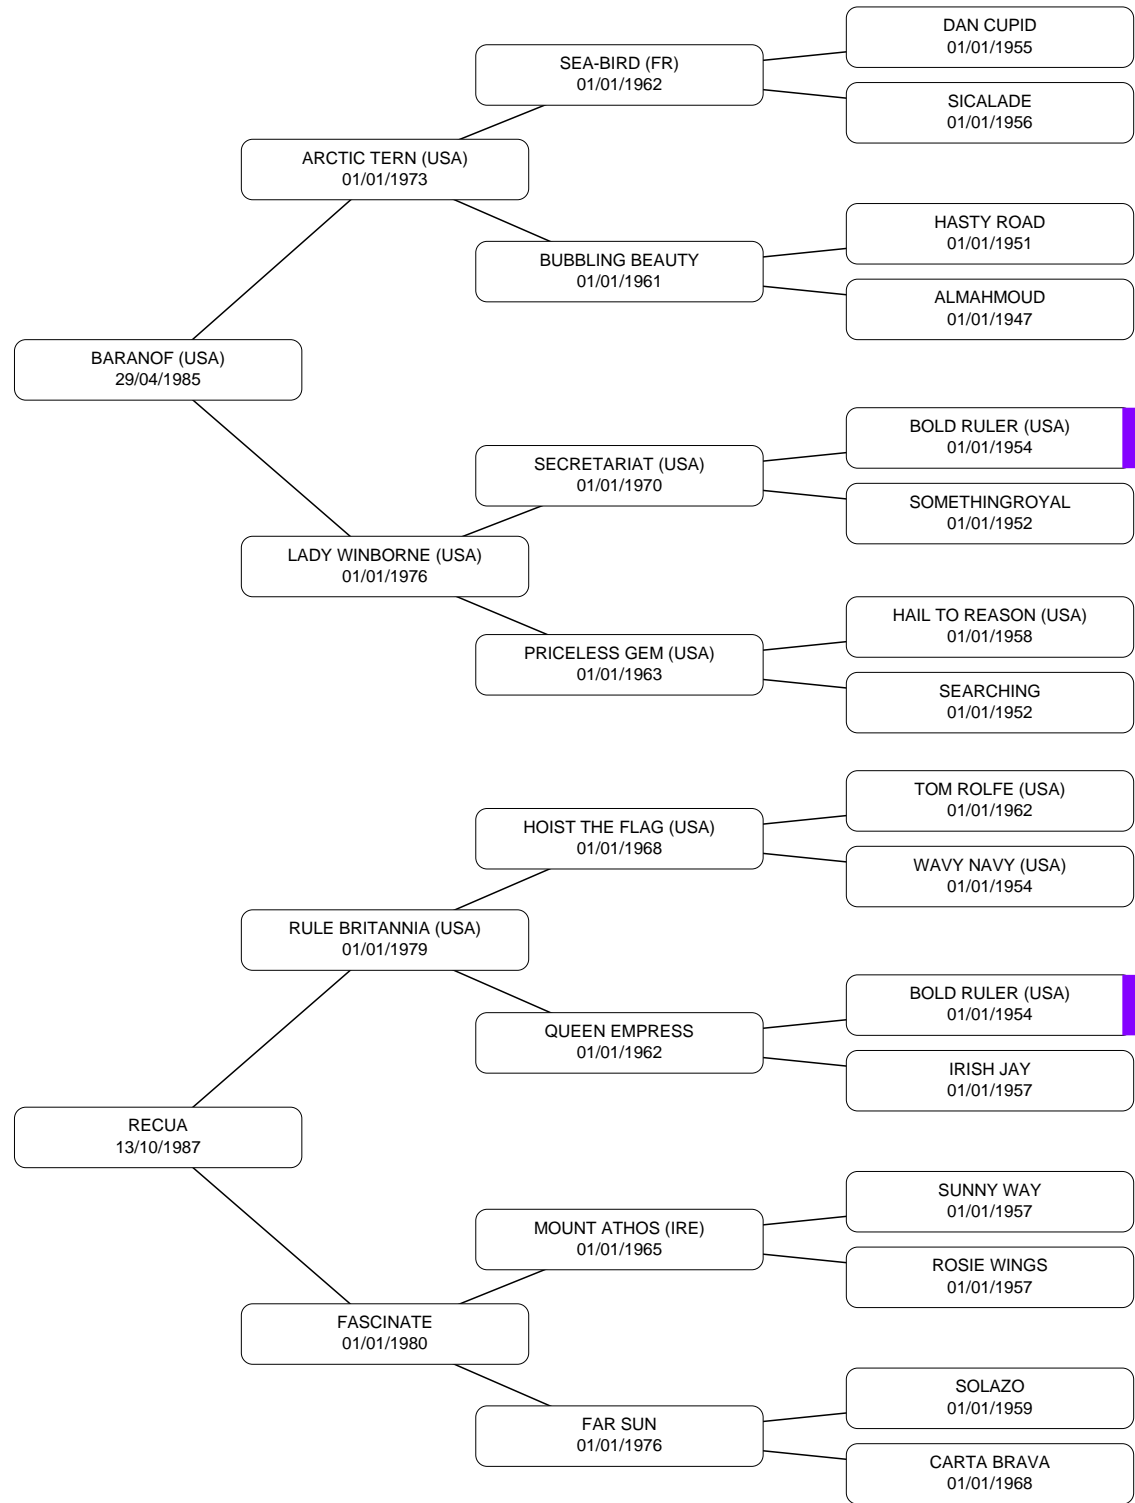 DAN CUPID
01/01/1955
SEA-BIRD (FR)
01/01/1962
SICALADE
01/01/1956
ARCTIC TERN (USA)
01/01/1973
HASTY ROAD
01/01/1951
BUBBLING BEAUTY
01/01/1961
ALMAHMOUD
01/01/1947
BARANOF (USA)
29/04/1985
BOLD RULER (USA)
01/01/1954
SECRETARIAT (USA)
01/01/1970
SOMETHINGROYAL
01/01/1952
LADY WINBORNE (USA)
01/01/1976
HAIL TO REASON (USA)
01/01/1958
PRICELESS GEM (USA)
01/01/1963
SEARCHING
01/01/1952
TOM ROLFE (USA)
01/01/1962
HOIST THE FLAG (USA)
01/01/1968
WAVY NAVY (USA)
01/01/1954
RULE BRITANNIA (USA)
01/01/1979
BOLD RULER (USA)
01/01/1954
QUEEN EMPRESS
01/01/1962
IRISH JAY
01/01/1957
RECUA
13/10/1987
SUNNY WAY
01/01/1957
MOUNT ATHOS (IRE)
01/01/1965
ROSIE WINGS
01/01/1957
FASCINATE
01/01/1980
SOLAZO
01/01/1959
FAR SUN
01/01/1976
CARTA BRAVA
01/01/1968